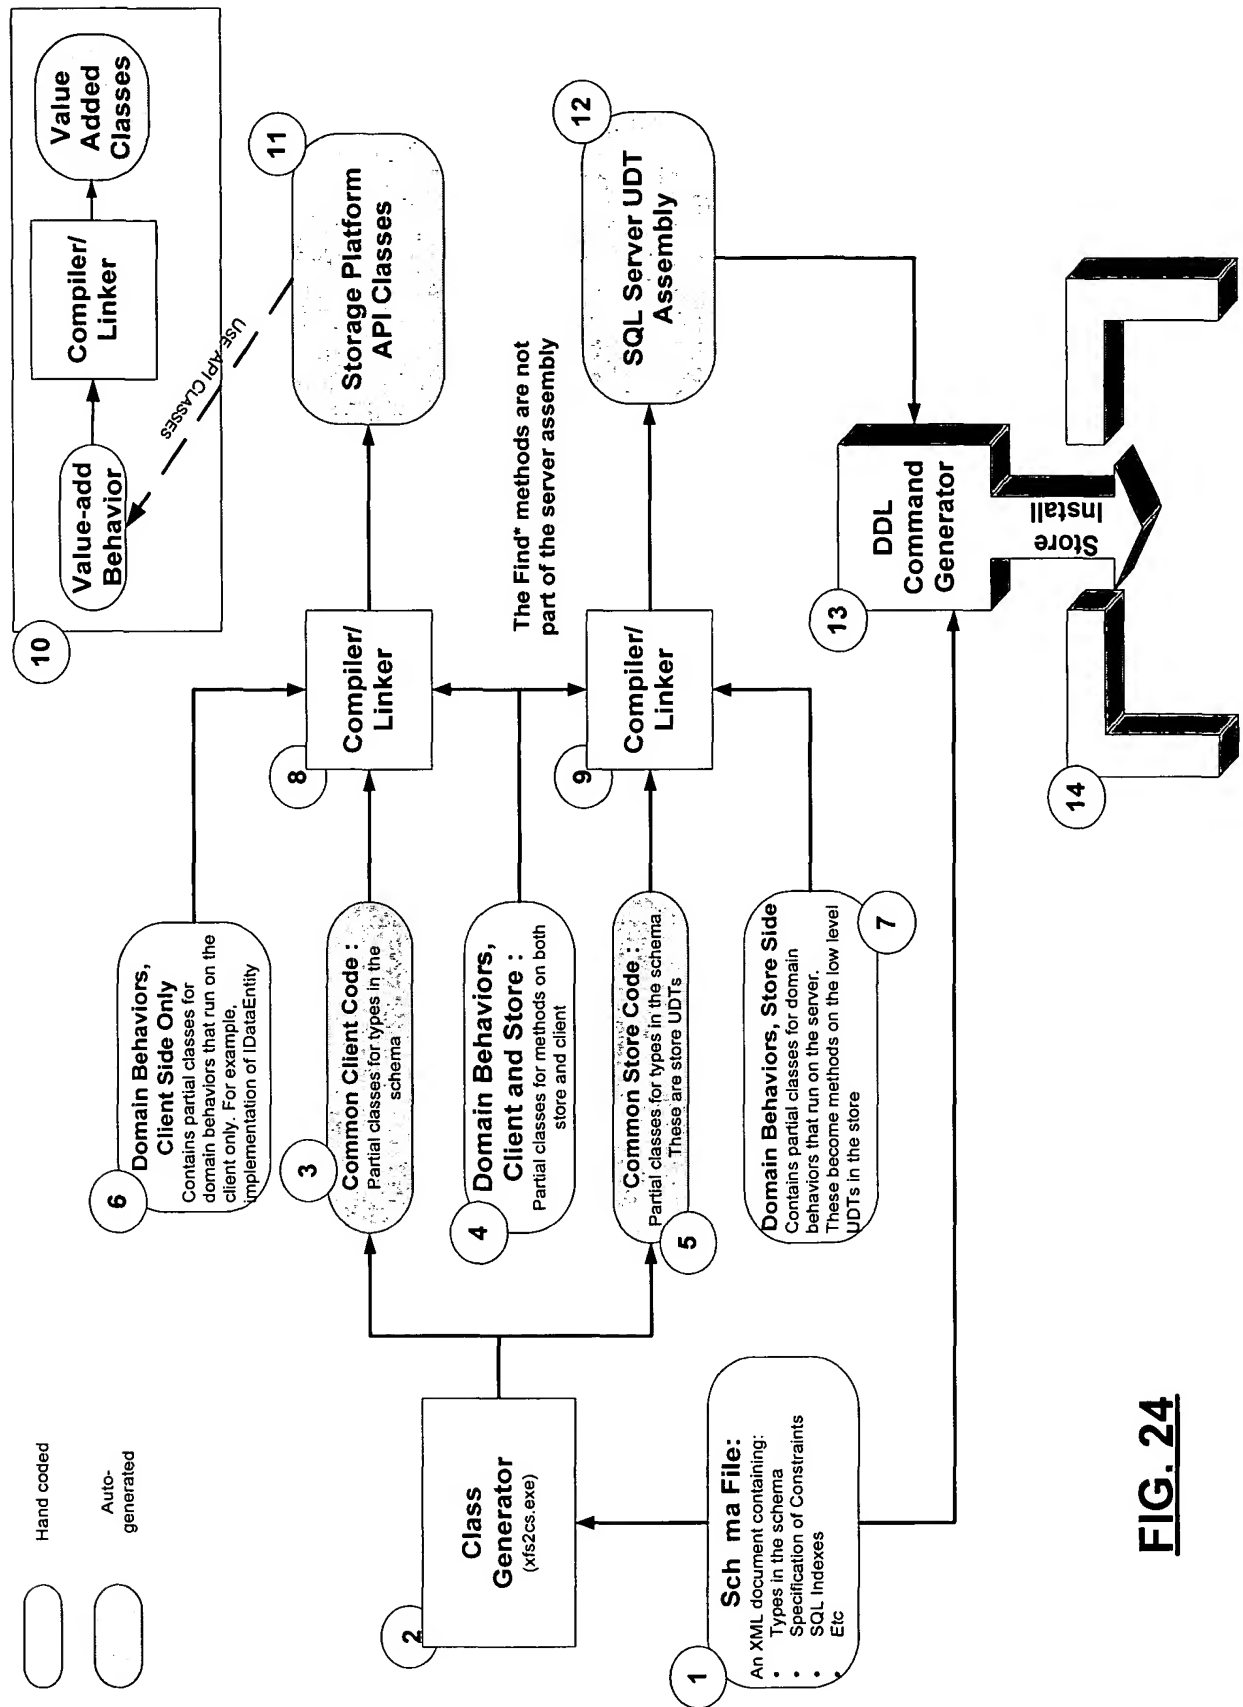 Hand coded
Auto-
generated
10
Value-add
Behavior
Compiler/
Linker
Value
Added
Classes
USE API CLASSES
6
Domain Behaviors,
Client Side Only
Contains partial classes for
domain behaviors that run on the
client only. For example,
implementation of IDataEntity
3
Common Client Code :
Partial classes for types in the
schema
8
Compiler/
Linker
11
Storage Platform
API Classes
2
Class
Generator
(xfs2cs.exe)
4
Domain Behaviors,
Client and Store :
Partial classes for methods on both
store and client
The Find* methods are not
part of the server assembly
5
Common Store Code :
Partial classes for types in the schema.
These are store UDTs
9
Compiler/
Linker
12
SQL Server UDT
Assembly
1
Sch ma File:
An XML document containing:
• Types in the schema
• Specification of Constraints
• SQL Indexes
• Etc
Domain Behaviors, Store Side
Contains partial classes for domain
behaviors that run on the server.
These become methods on the low level
UDTs in the store
7
13
DDL
Command
Generator
Store
Install
14
FIG. 24